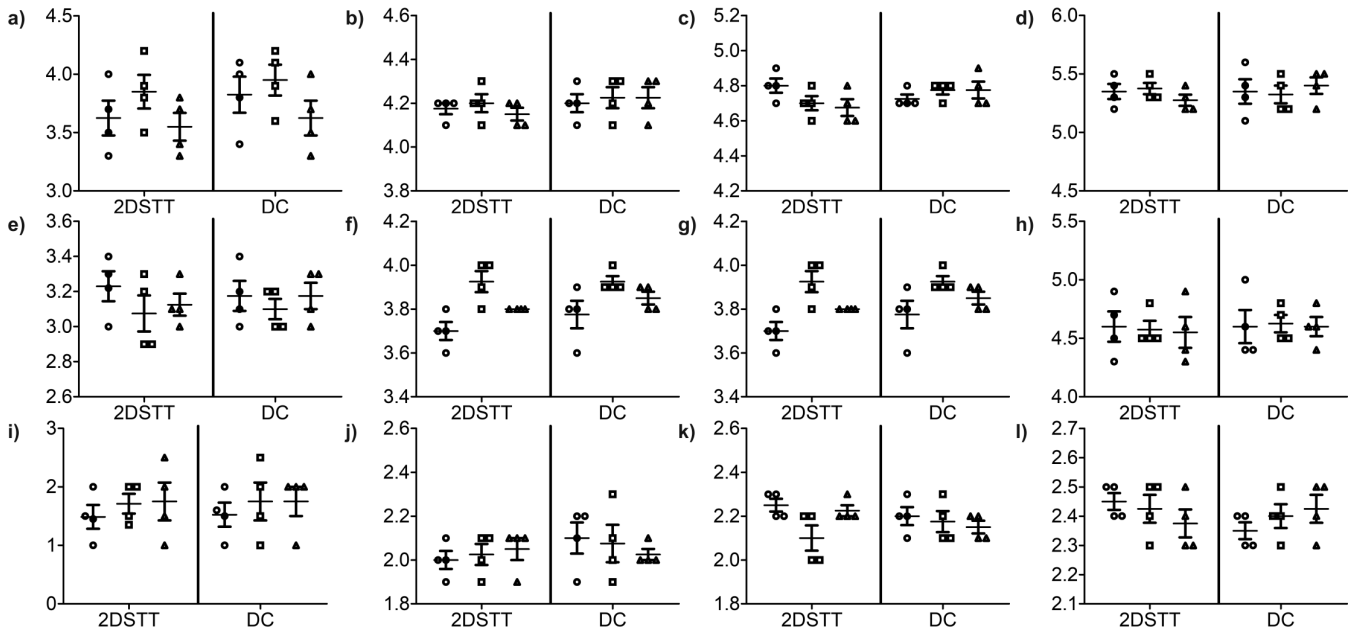 a) b) c) d)
4.5 4.6 5.2 6.0
4.0 4.4 5.0 5.5
3.5 4.2 4.8 5.0
3.0 4.0 4.6 4.5
3.8 4.4
4.2
2DSTT DC 2DSTT DC 2DSTT DC 2DSTT DC
e) f) g) h)
3.6 4.2 4.2 5.5
3.4 4.0 4.0 5.0
3.2 3.8 3.8 4.5
3.0 3.6 3.6 4.0
2.8 3.4 3.4
2.6
2DSTT DC 2DSTT DC 2DSTT DC 2DSTT DC
i) j) k) l)
3 2.6 2.6 2.7
2 2.4 2.4 2.6
1 2.2 2.2 2.5
0 2.0 2.0 2.4
1.8 1.8 2.3
2.2
2.1
2DSTT DC 2DSTT DC 2DSTT DC 2DSTT DC